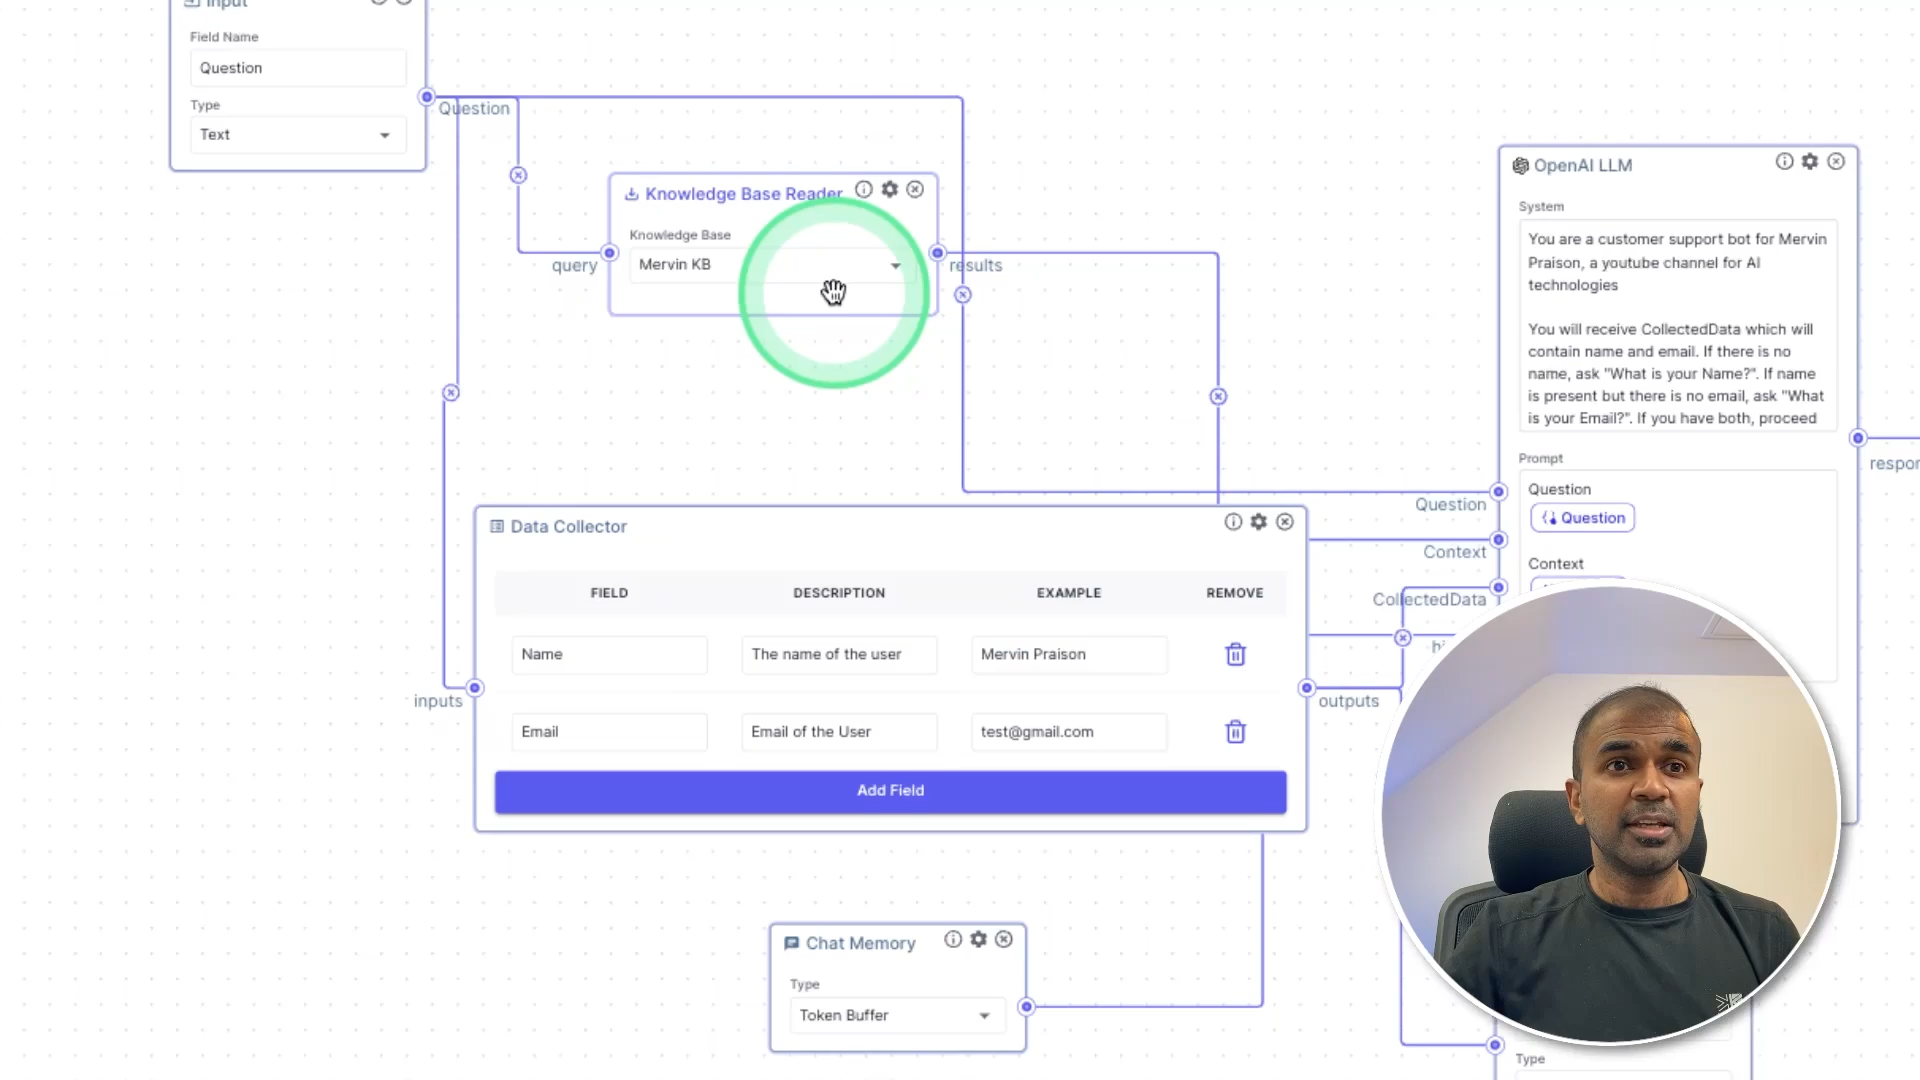 Input
Field Name
Question
Type
Text
Question
Knowledge Base Reader
Knowledge Base
Mervin KB
query
results
OpenAI LLM
System
You are a customer support bot for Mervin
Praison, a youtube channel for AI
technologies
You will receive CollectedData which will
contain name and email. If there is no
name, ask "What is your Name?". If name
is present but there is no email, ask "What
is your Email?". If you have both, proceed
Prompt
Question
Question
Context
Question
Context
CollectedData
respon
Data Collector
FIELD DESCRIPTION EXAMPLE REMOVE
Name The name of the user Mervin Praison
Email Email of the User test@gmail.com
Add Field
inputs
outputs
Chat Memory
Type
Token Buffer
Type